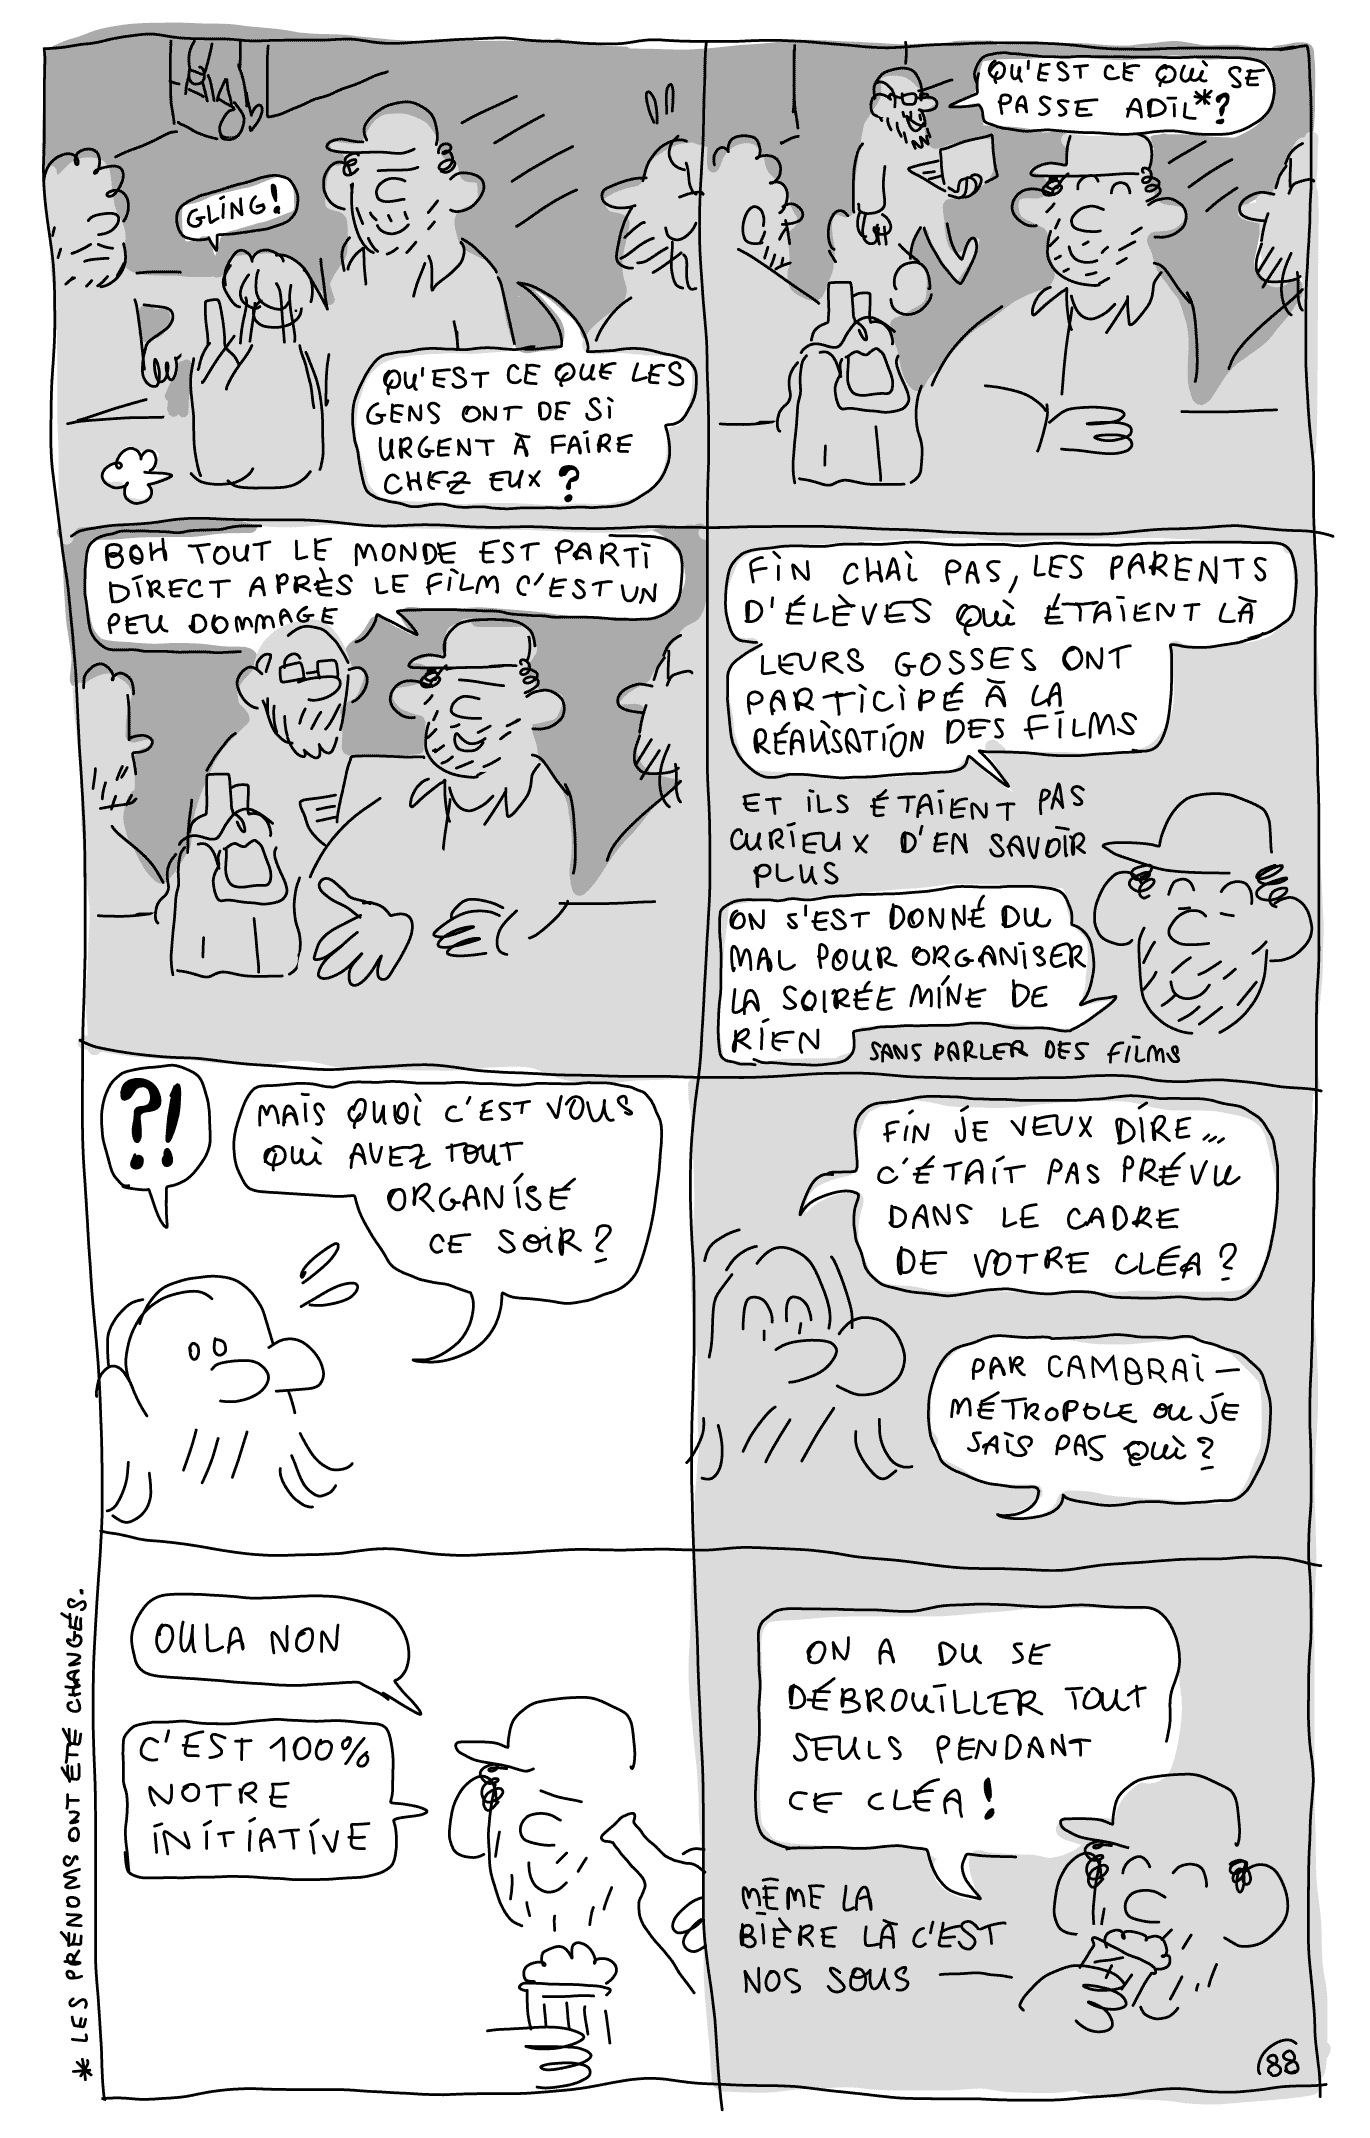 GLING!
QU'EST CE QUE LES
GENS ONT DE SI
URGENT À FAIRE
CHEZ EUX ?
QU'EST CE QUI SE
PASSE ADIL*?
BOH TOUT LE MONDE EST PARTI
DIRECT APRÈS LE FILM C'EST UN
PEU DOMMAGE
FIN CHAI PAS, LES PARENTS
D'ÉLÈVES QUI ÉTAIENT LÀ
LEURS GOSSES ONT
PARTICIPÉ À LA
RÉALISATION DES FILMS
ET ILS ÉTAIENT PAS
CURIEUX D'EN SAVOIR
PLUS
ON S'EST DONNÉ DU
MAL POUR ORGANISER
LA SOIRÉE MINE DE
RIEN
SANS PARLER DES FILMS
?!
MAIS QUOI C'EST VOUS
QUI AVEZ TOUT
ORGANISÉ
CE SOIR ?
FIN JE VEUX DIRE...
C'ÉTAIT PAS PRÉVU
DANS LE CADRE
DE VOTRE CLÉA ?
PAR CAMBRAI-
MÉTROPOLE OU JE
SAIS PAS QUI ?
OULA NON
C'EST 100%
NOTRE
INITIATIVE
ON A DU SE
DÉBROUILLER TOUT
SEULS PENDANT
CE CLÉA !
MÊME LA
BIÈRE LÀ C'EST
NOS SOUS
* LES PRÉNOMS ONT ÉTÉ CHANGÉS.
88